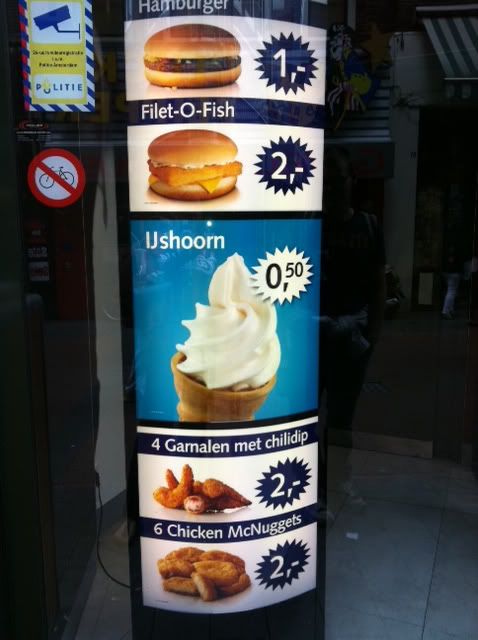 Hamburger
1,-
Filet-O-Fish
2,-
IJshoorn
0,50
4 Garnalen met chilidip
2,-
6 Chicken McNuggets
2,-
POLITIE